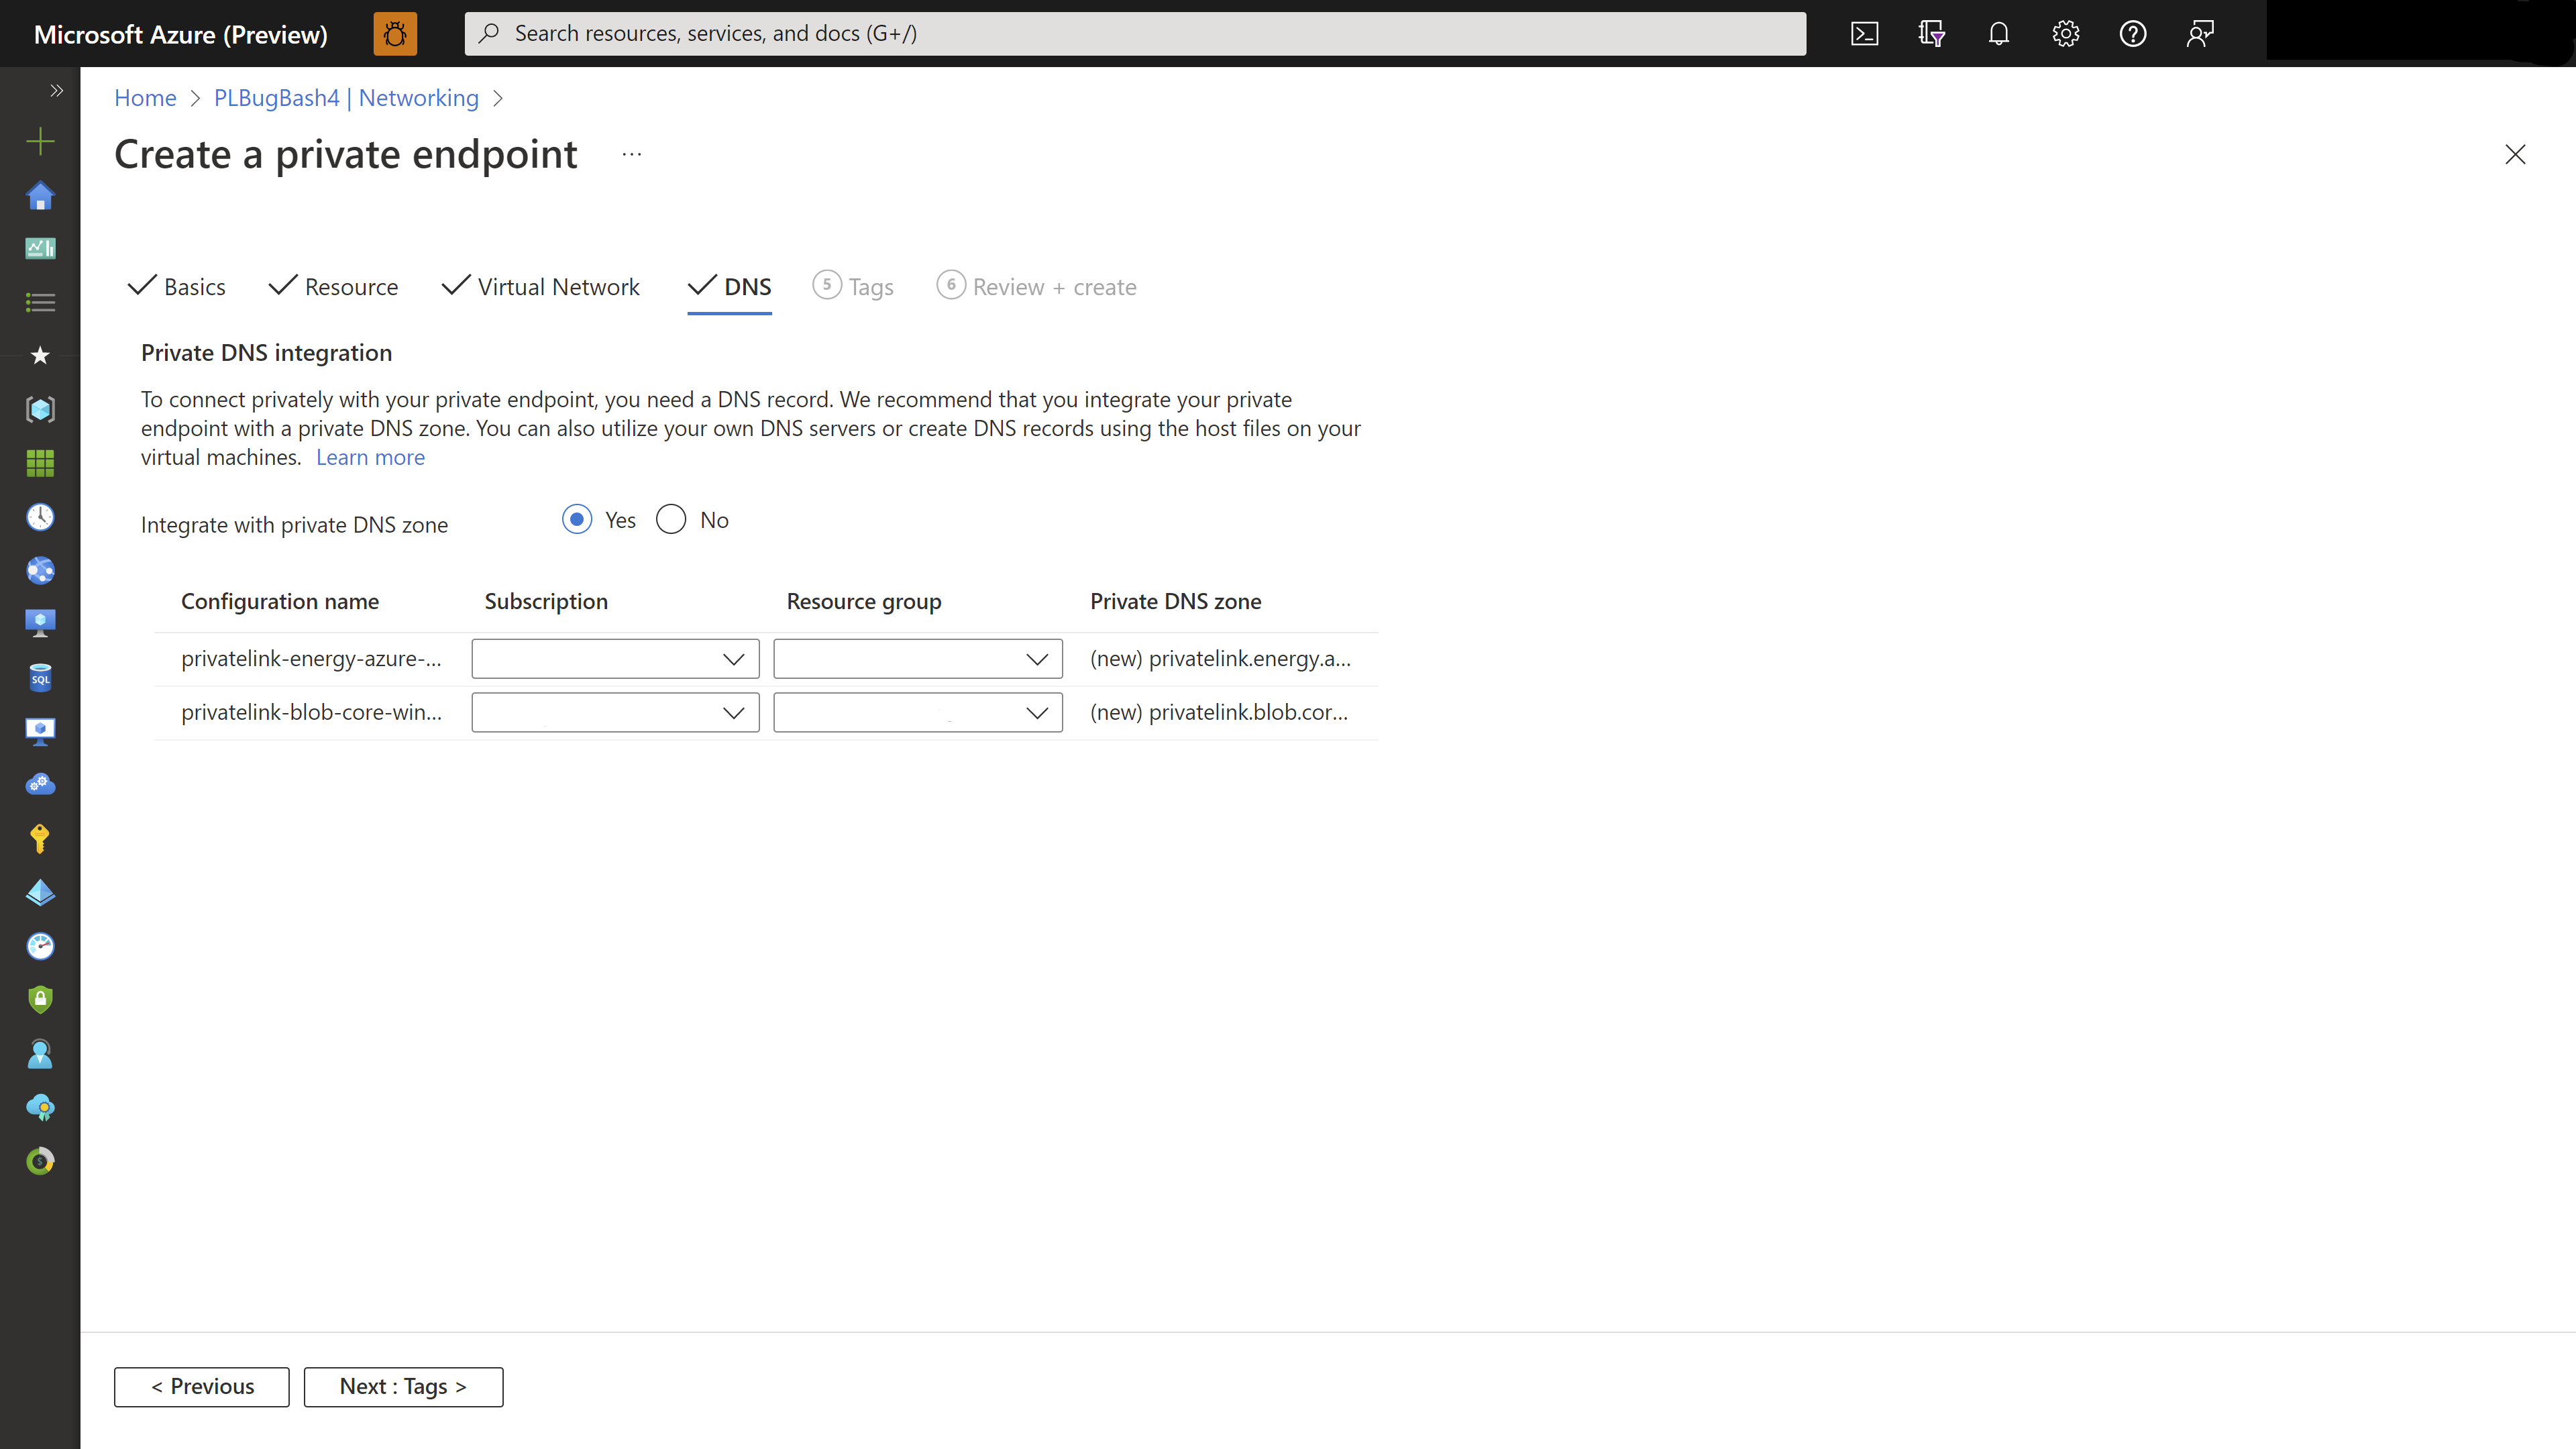 Microsoft Azure (Preview)
Search resources, services, and docs (G+/)
Home > PLBugBash4 | Networking >
Create a private endpoint ...
Basics Resource Virtual Network DNS 5 Tags 6 Review + create
Private DNS integration
To connect privately with your private endpoint, you need a DNS record. We recommend that you integrate your private
endpoint with a private DNS zone. You can also utilize your own DNS servers or create DNS records using the host files on your
virtual machines. Learn more
Integrate with private DNS zone Yes No
Configuration name Subscription Resource group Private DNS zone
privatelink-energy-azure-... (new) privatelink.energy.a...
privatelink-blob-core-win... (new) privatelink.blob.cor...
SQL
< Previous Next : Tags >